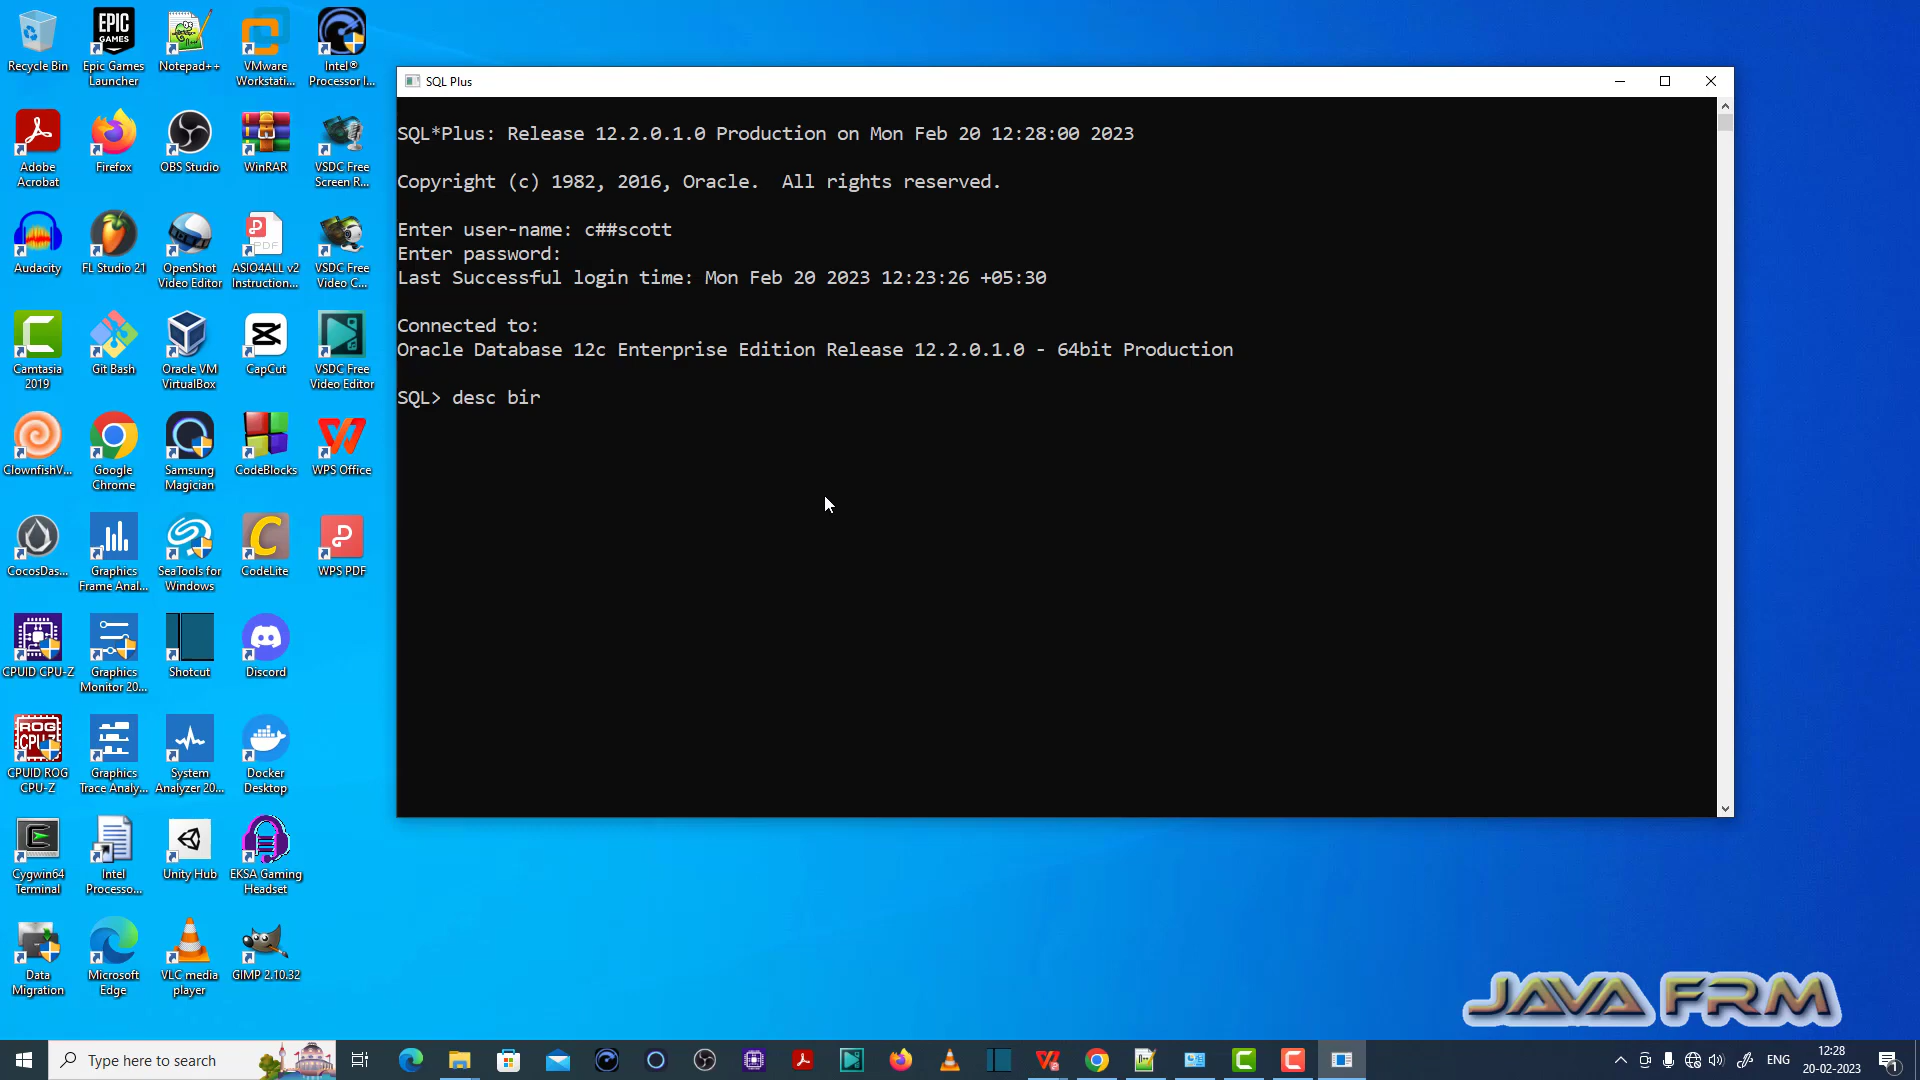 Recycle Bin
Epic Games
Launcher
Notepad++
VMware
Workstati...
Intel®
Processor I...
EPIC
GAMES
Adobe
Acrobat
Firefox
OBS Studio
WinRAR
VSDC Free
Screen R...
Audacity
FL Studio 21
OpenShot
Video Editor
PDF
ASIO4ALL v2
Instruction...
VSDC Free
Video C...
Camtasia
2019
Git Bash
Oracle VM
VirtualBox
CapCut
VSDC Free
Video Editor
ClownfishV...
Google
Chrome
Samsung
Magician
CodeBlocks
WPS Office
CocosDas...
Graphics
Frame Anal...
SeaTools for
Windows
CodeLite
WPS PDF
CPUID CPU-Z
Graphics
Monitor 20...
Shotcut
Discord
ROG
CPU-Z
CPUID ROG
CPU-Z
Graphics
Trace Analy...
System
Analyzer 20...
Docker
Desktop
Cygwin64
Terminal
Intel
Processo...
Unity Hub
EKSA Gaming
Headset
Data
Migration
Microsoft
Edge
VLC media
player
GIMP 2.10.32
SQL Plus
SQL*Plus: Release 12.2.0.1.0 Production on Mon Feb 20 12:28:00 2023
Copyright (c) 1982, 2016, Oracle.  All rights reserved.
Enter user-name: c##scott
Enter password:
Last Successful login time: Mon Feb 20 2023 12:23:26 +05:30
Connected to:
Oracle Database 12c Enterprise Edition Release 12.2.0.1.0 - 64bit Production
SQL> desc bir
JAVA FRM
Type here to search
ENG
12:28
20-02-2023
1